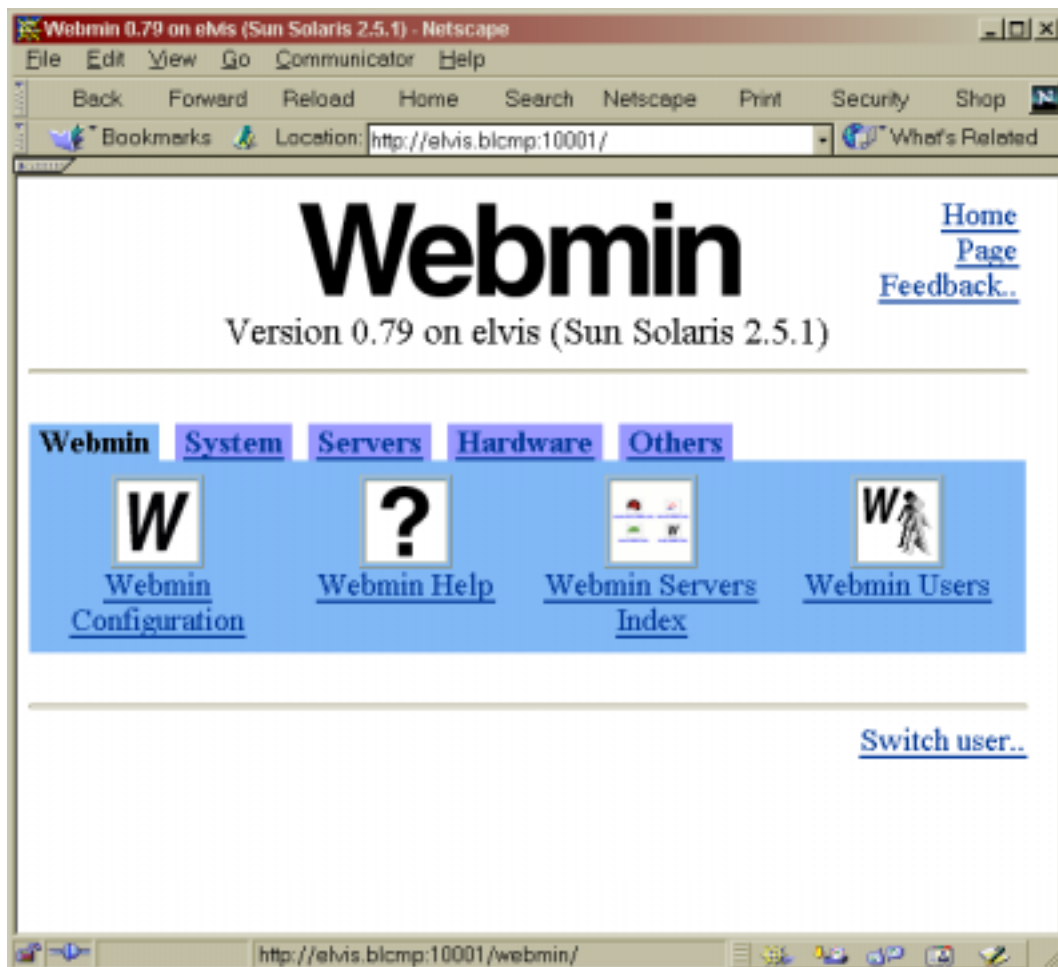 Webmin 0.79 on elvis (Sun Solaris 2.5.1) - Netscape
File Edit View Go Communicator Help
Back Forward Reload Home Search Netscape Print Security Shop N
Bookmarks Location: http://elvis.blcmp:10001/ What's Related
Webmin
Home
Page
Feedback..
Version 0.79 on elvis (Sun Solaris 2.5.1)
Webmin System Servers Hardware Others
W ? W
Webmin Configuration
Webmin Help
Webmin Servers Index
Webmin Users
Switch user..
http://elvis.blcmp:10001/webmin/